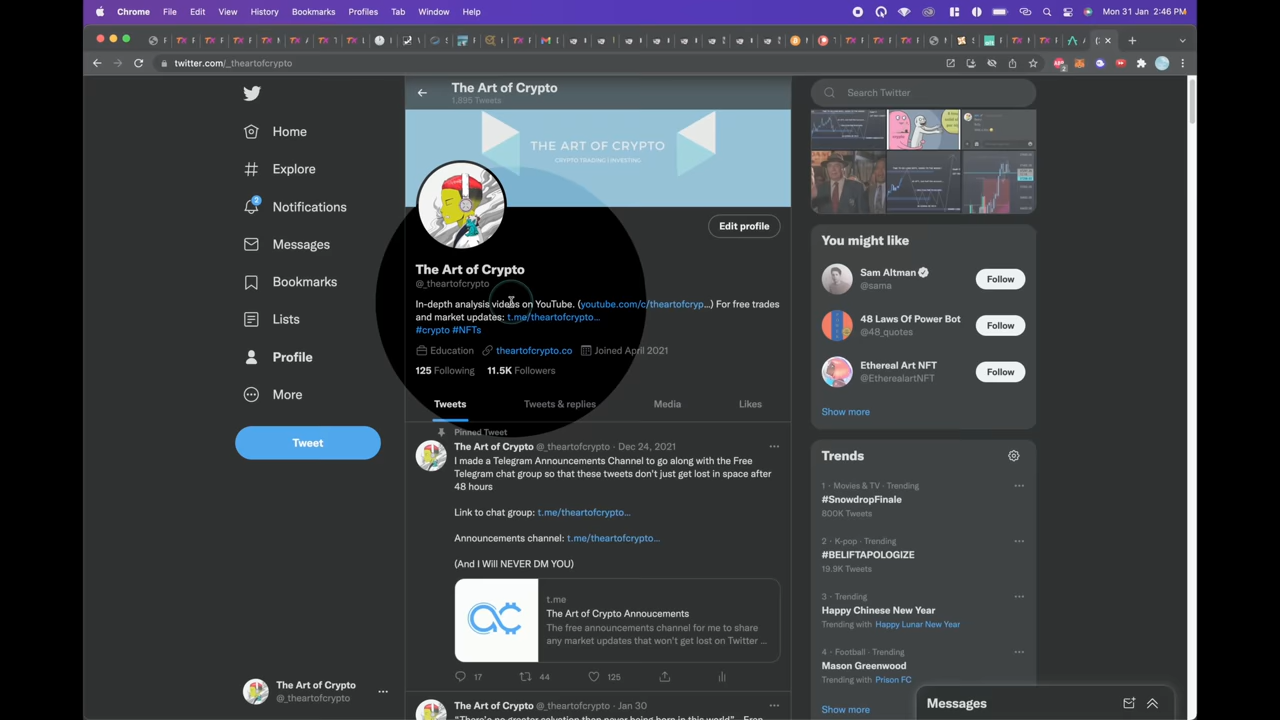 Chrome File Edit View History Bookmarks Profiles Tab Window Help
Mon 31 Jan 2:46 PM
twitter.com/_theartofcrypto
Home
Explore
2
Notifications
Messages
Bookmarks
Lists
Profile
More
Tweet
The Art of Crypto
@_theartofcrypto
The Art of Crypto
1,895 Tweets
THE ART OF CRYPTO
CRYPTO TRADING | INVESTING
Edit profile
The Art of Crypto
@_theartofcrypto
In-depth analysis videos on YouTube. (youtube.com/c/theartofcryp…) For free trades
and market updates: t.me/theartofcrypto…
#crypto #NFTs
Education theartofcrypto.co Joined April 2021
125 Following 11.5K Followers
Tweets Tweets & replies Media Likes
Pinned Tweet
The Art of Crypto @_theartofcrypto · Dec 24, 2021
I made a Telegram Announcements Channel to go along with the Free
Telegram chat group so that these tweets don't just get lost in space after
48 hours
Link to chat group: t.me/theartofcrypto…
Announcements channel: t.me/theartofcrypto…
(And I Will NEVER DM YOU)
t.me
The Art of Crypto Annoucements
The free announcements channel for me to share
any market updates that won't get lost on Twitter ...
17 44 125
The Art of Crypto @_theartofcrypto · Jan 30
Search Twitter
You might like
Sam Altman
@sama
Follow
48 Laws Of Power Bot
@48_quotes
Follow
Ethereal Art NFT
@EtherealartNFT
Follow
Show more
Trends
1 · Movies & TV · Trending
#SnowdropFinale
800K Tweets
2 · K-pop · Trending
#BELIFTAPOLOGIZE
19.9K Tweets
3 · Trending
Happy Chinese New Year
Trending with Happy Lunar New Year
4 · Football · Trending
Mason Greenwood
Trending with Prison FC
Show more
Messages